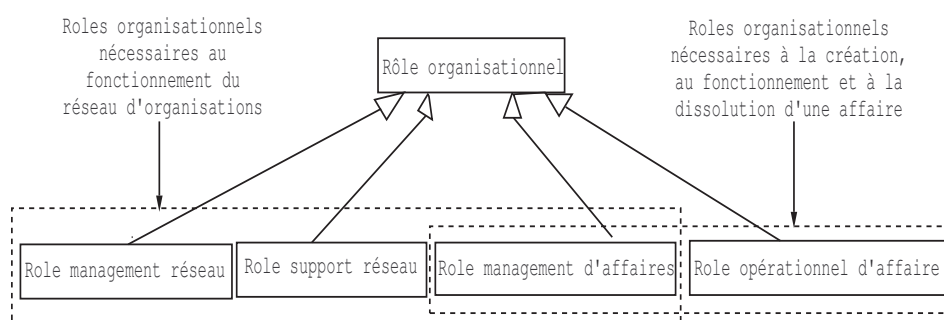 Roles organisationnels
nécessaires au
fonctionnement du
réseau d'organisations
Rôle organisationnel
Roles organisationnels
nécessaires à la création,
au fonctionnement et à la
dissolution d'une affaire
Role management réseau
Role support réseau
Role management d'affaires
Role opérationnel d'affaire